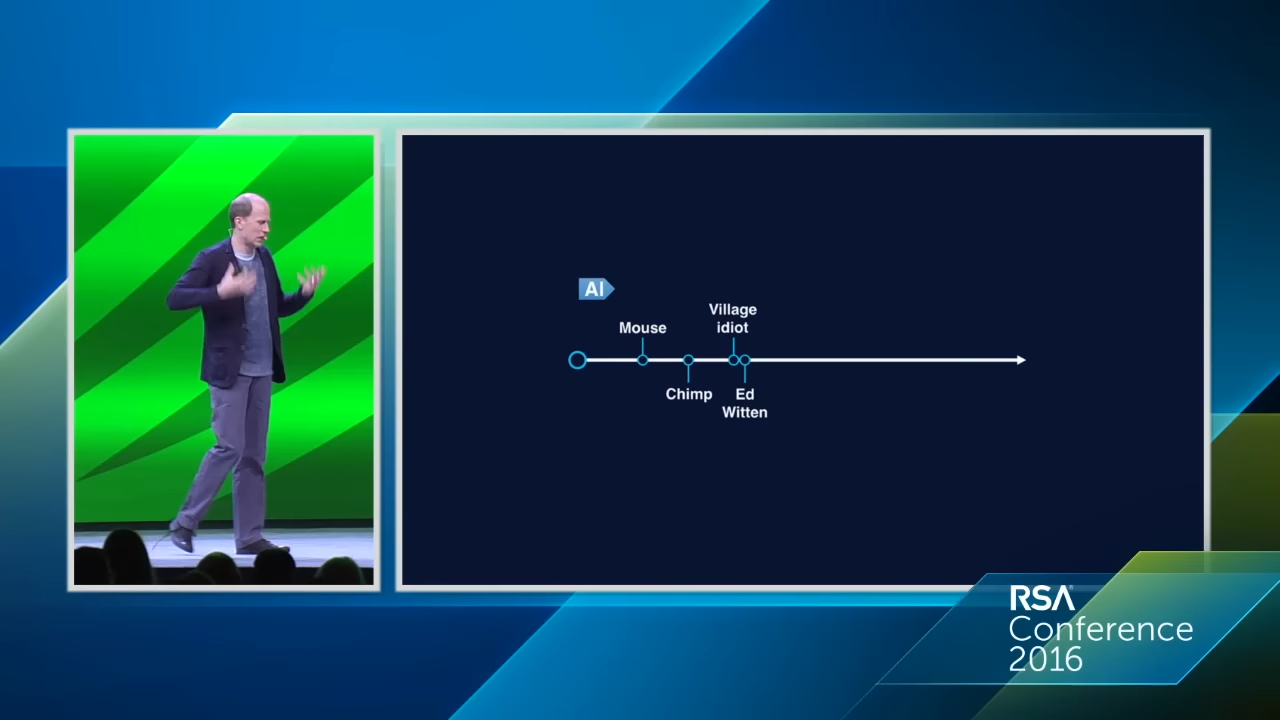 AI
Village
idiot
Mouse
Chimp
Ed
Witten
RSA
Conference
2016